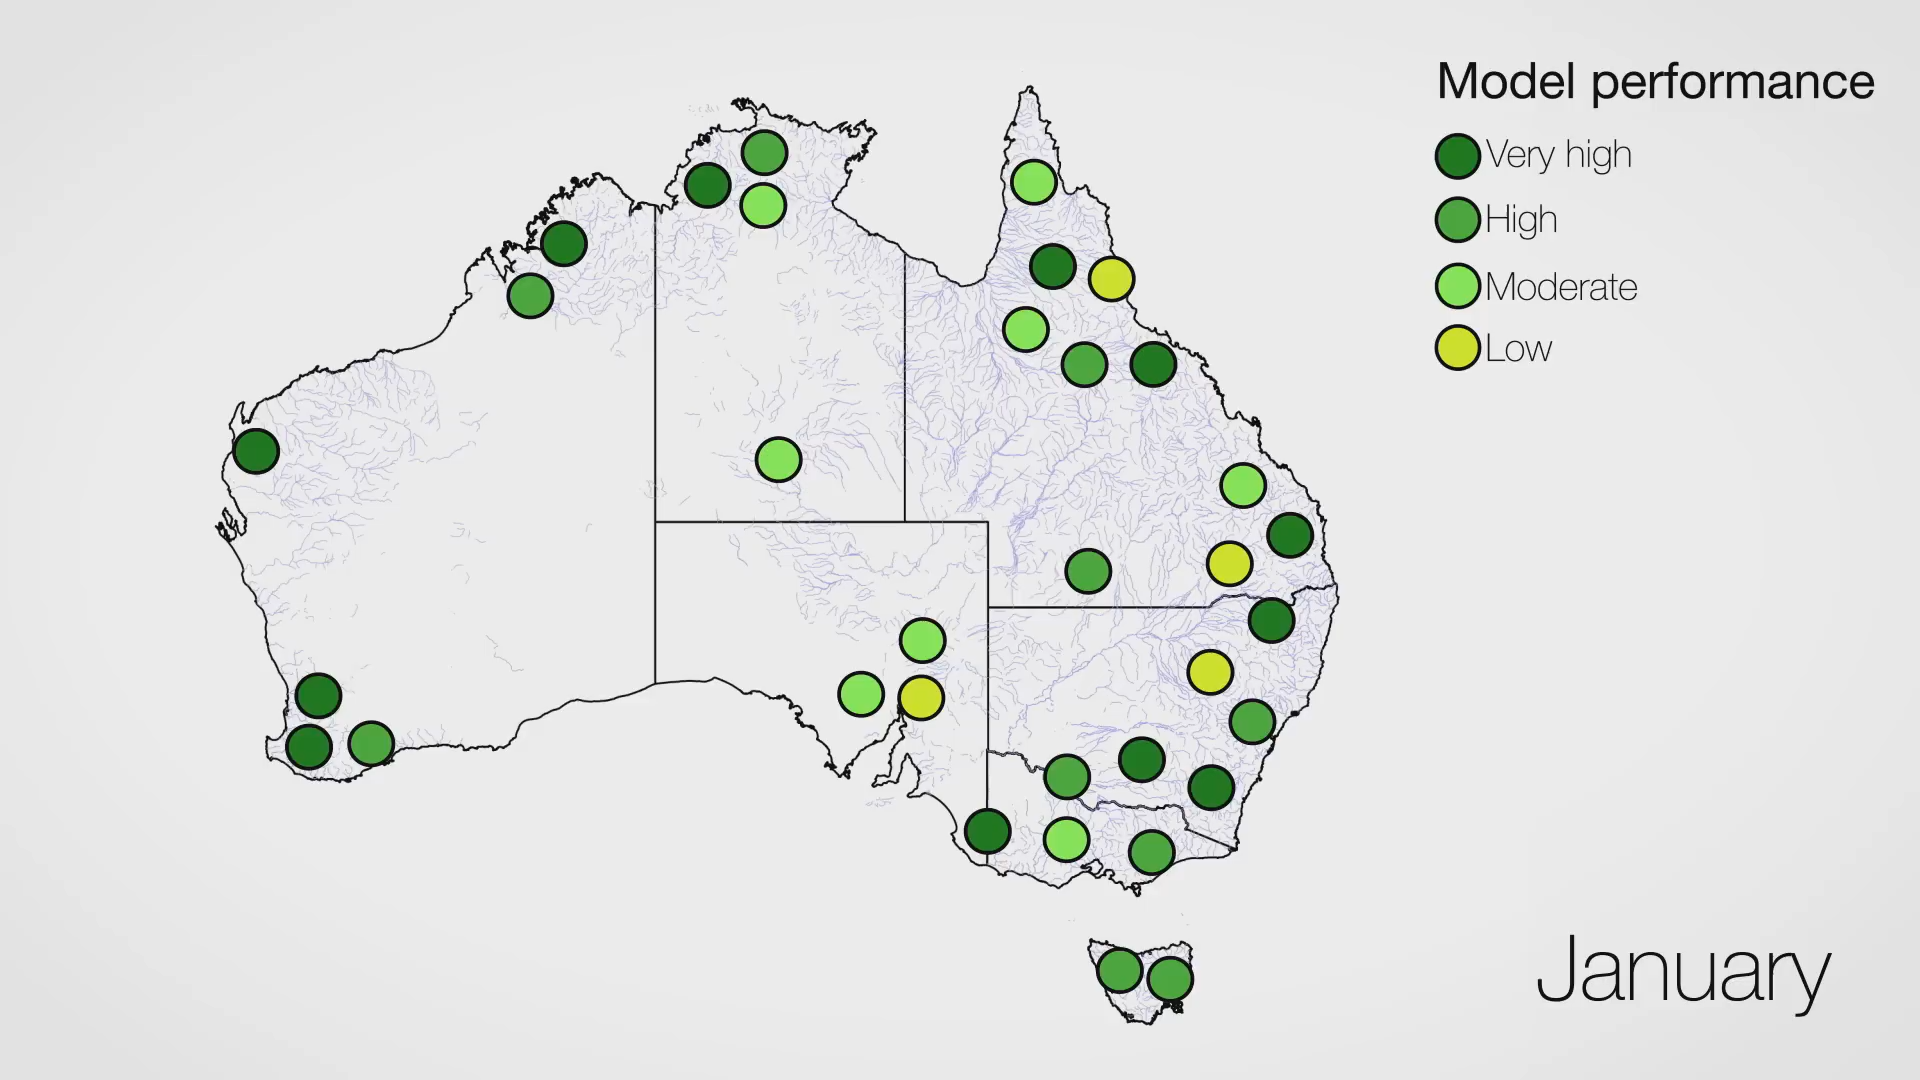 Model performance
Very high
High
Moderate
Low
January